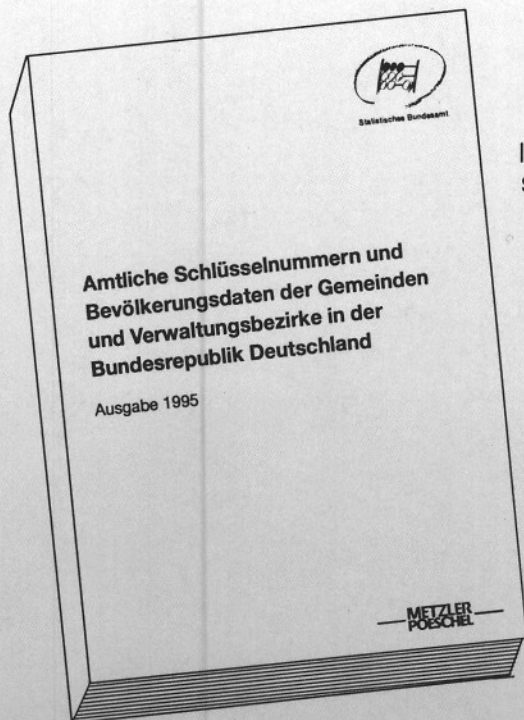 Statistisches Bundesamt
Amtliche Schlüsselnummern und
Bevölkerungsdaten der Gemeinden
und Verwaltungsbezirke in der
Bundesrepublik Deutschland
Ausgabe 1995
METZLER
POESCHEL